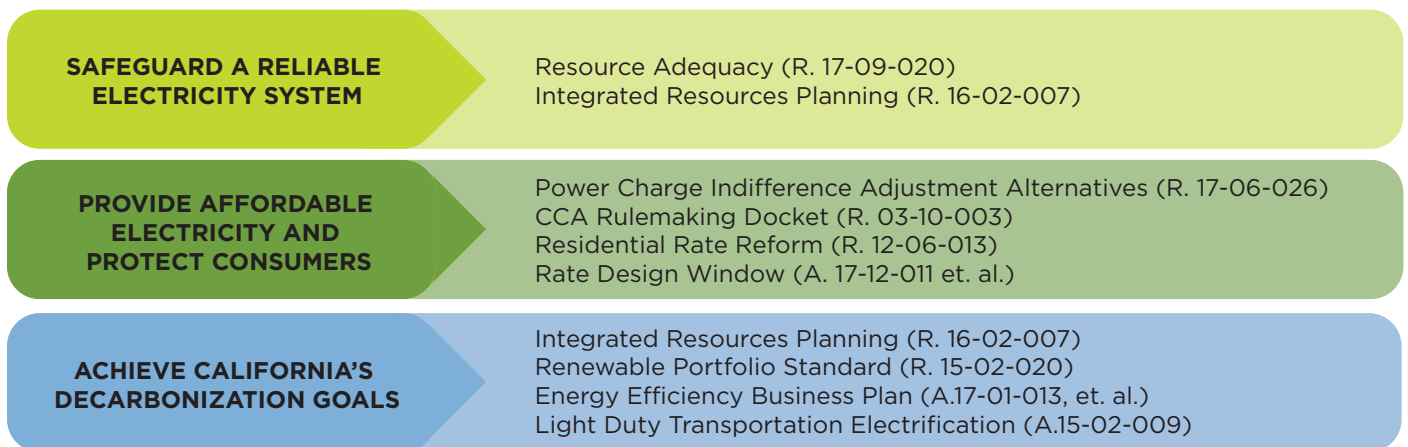 SAFEGUARD A RELIABLE
ELECTRICITY SYSTEM
Resource Adequacy (R. 17-09-020)
Integrated Resources Planning (R. 16-02-007)
PROVIDE AFFORDABLE
ELECTRICITY AND
PROTECT CONSUMERS
Power Charge Indifference Adjustment Alternatives (R. 17-06-026)
CCA Rulemaking Docket (R. 03-10-003)
Residential Rate Reform (R. 12-06-013)
Rate Design Window (A. 17-12-011 et. al.)
ACHIEVE CALIFORNIA’S
DECARBONIZATION GOALS
Integrated Resources Planning (R. 16-02-007)
Renewable Portfolio Standard (R. 15-02-020)
Energy Efficiency Business Plan (A.17-01-013, et. al.)
Light Duty Transportation Electrification (A.15-02-009)